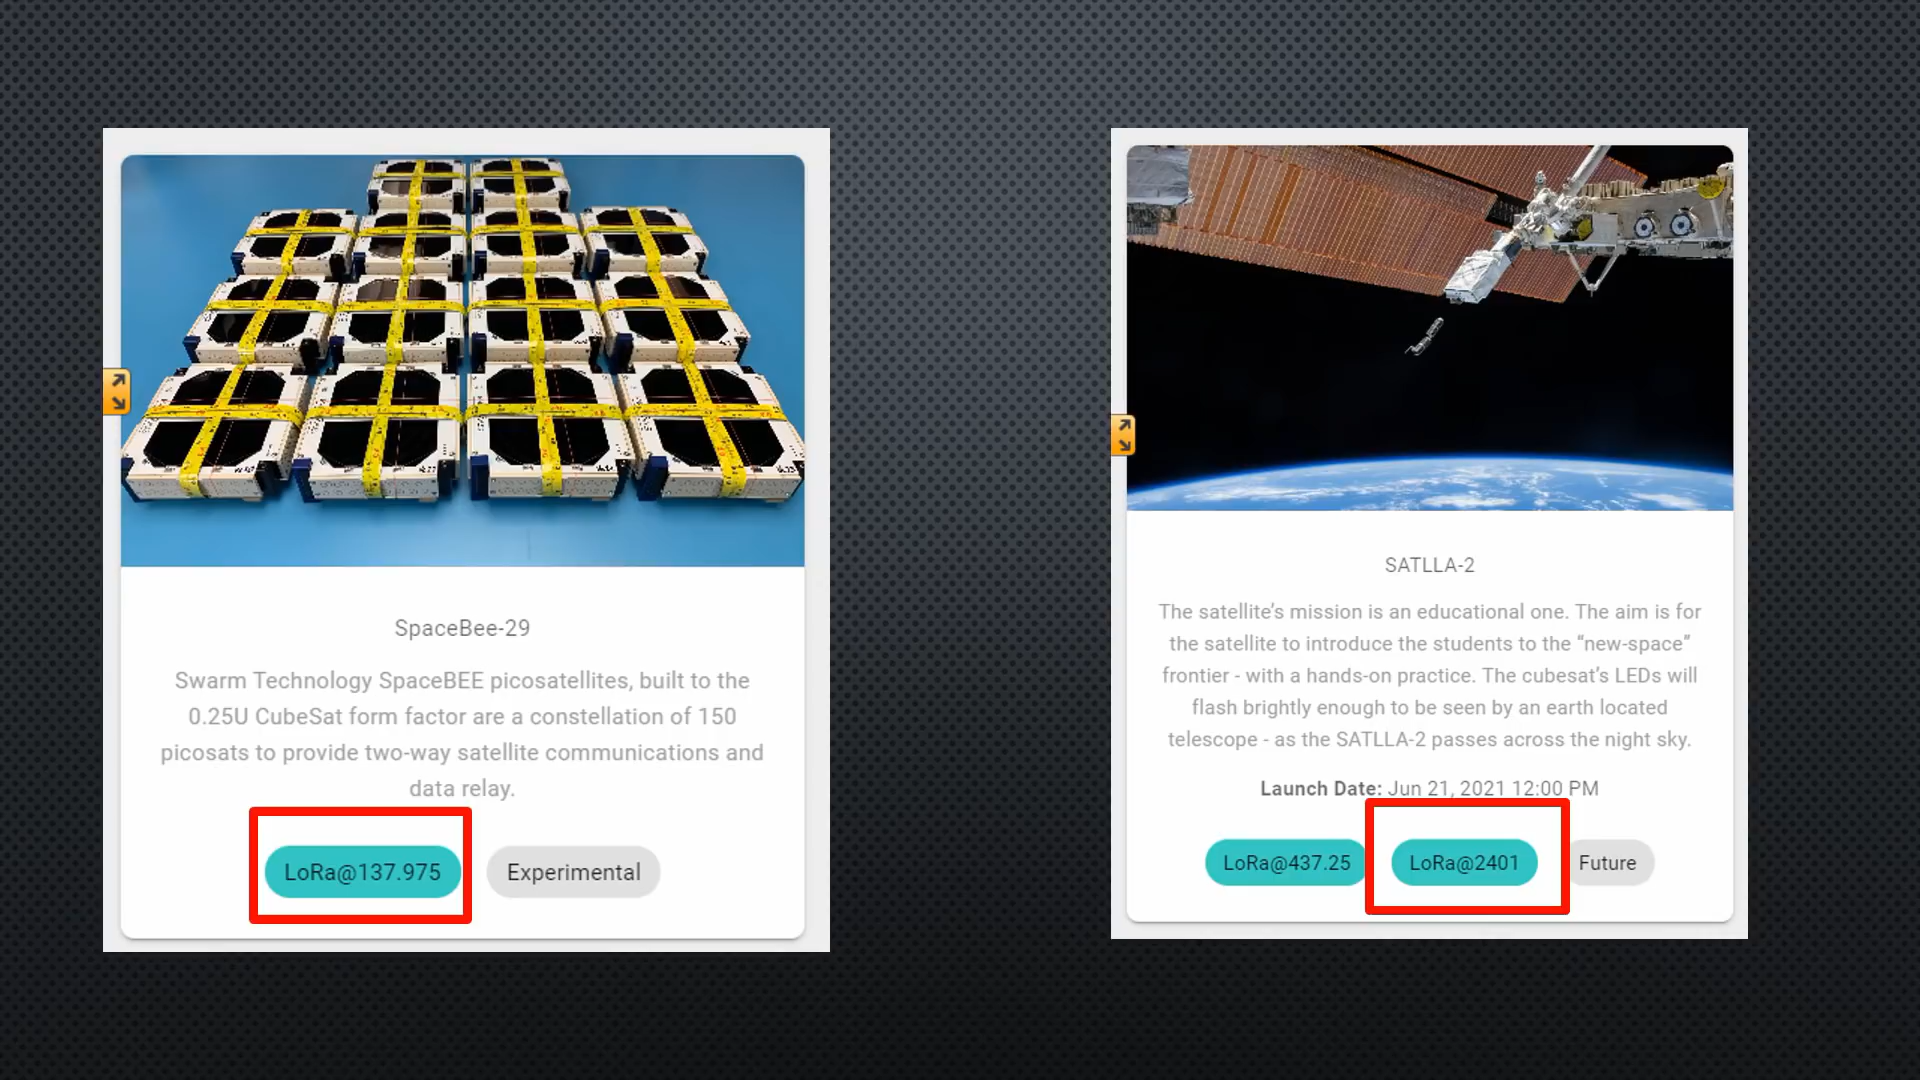 SpaceBee-29
Swarm Technology SpaceBEE picosatellites, built to the
0.25U CubeSat form factor are a constellation of 150
picosats to provide two-way satellite communications and
data relay.
LoRa@137.975
Experimental
SATLLA-2
The satellite's mission is an educational one. The aim is for
the satellite to introduce the students to the “new-space”
frontier - with a hands-on practice. The cubesat's LEDs will
flash brightly enough to be seen by an earth located
telescope - as the SATLLA-2 passes across the night sky.
Launch Date: Jun 21, 2021 12:00 PM
LoRa@437.25
LoRa@2401
Future